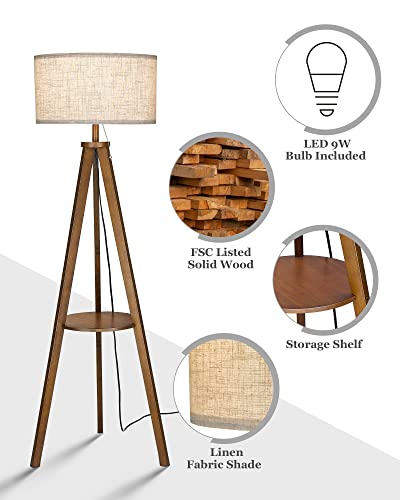 LED 9W
Bulb Included
FSC Listed
Solid Wood
Storage Shelf
Linen
Fabric Shade